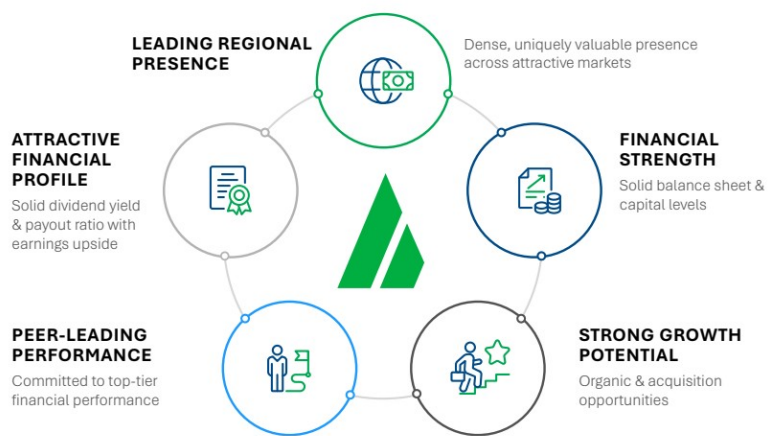 LEADING REGIONAL
PRESENCE
Dense, uniquely valuable presence
across attractive markets
ATTRACTIVE
FINANCIAL
PROFILE
Solid dividend yield
& payout ratio with
earnings upside
FINANCIAL
STRENGTH
Solid balance sheet &
capital levels
PEER-LEADING
PERFORMANCE
Committed to top-tier
financial performance
STRONG GROWTH
POTENTIAL
Organic & acquisition
opportunities